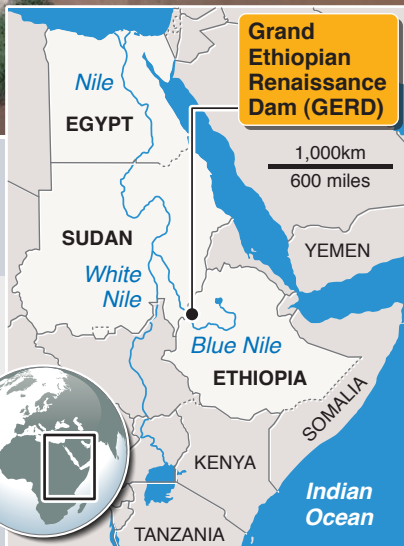 Grand
Ethiopian
Renaissance
Dam (GERD)
Nile
EGYPT
1,000km
600 miles
SUDAN
YEMEN
White
Nile
Blue Nile
ETHIOPIA
SOMALIA
KENYA
Indian
Ocean
TANZANIA